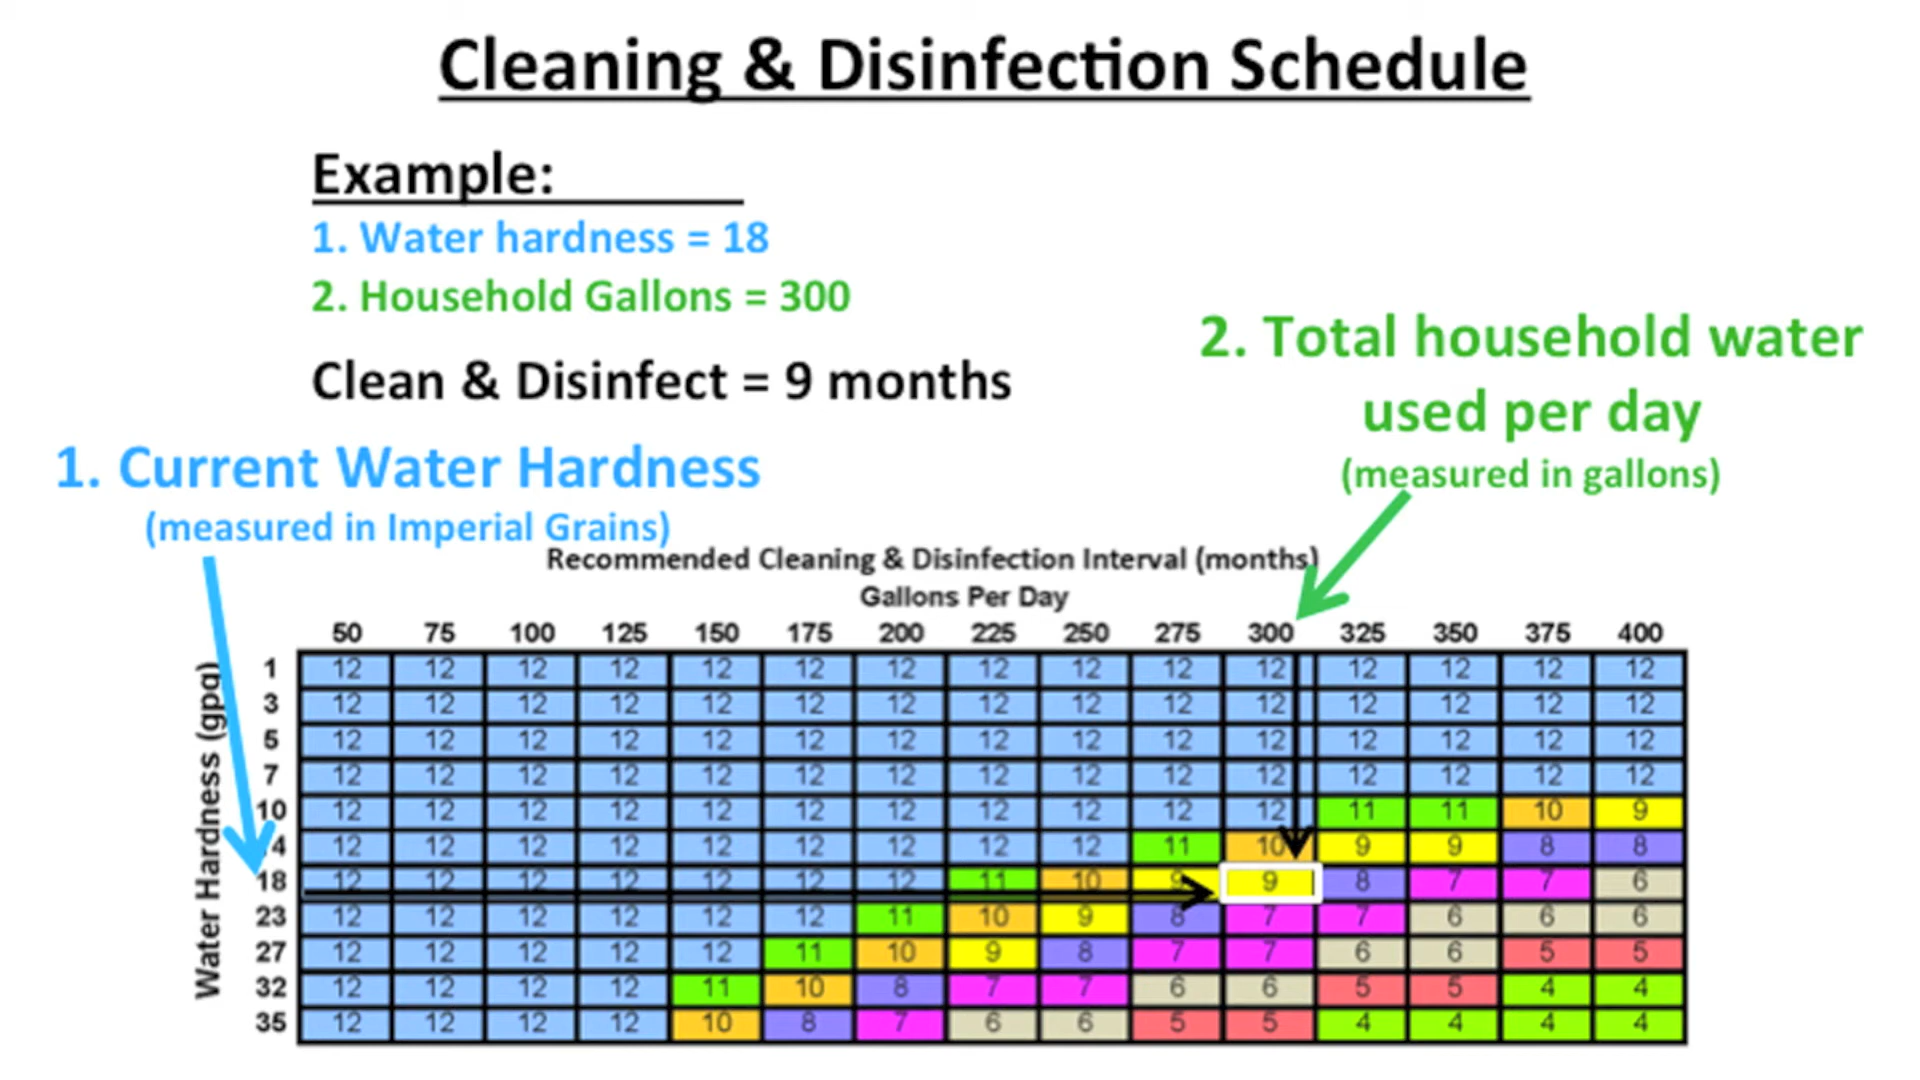 Cleaning & Disinfection Schedule
Example:
1. Water hardness = 18
2. Household Gallons = 300
Clean & Disinfect = 9 months
2. Total household water
used per day
(measured in gallons)
1. Current Water Hardness
(measured in Imperial Grains)
Recommended Cleaning & Disinfection Interval (months)
Gallons Per Day
50 75 100 125 150 175 200 225 250 275 300 325 350 375 400
Water Hardness (gpg)
1 12 12 12 12 12 12 12 12 12 12 12 12 12 12 12
3 12 12 12 12 12 12 12 12 12 12 12 12 12 12 12
5 12 12 12 12 12 12 12 12 12 12 12 12 12 12 12
7 12 12 12 12 12 12 12 12 12 12 12 12 12 12 12
10 12 12 12 12 12 12 12 12 12 12 12 11 11 10 9
14 12 12 12 12 12 12 12 12 12 11 10 9 9 8 8
18 12 12 12 12 12 12 12 11 10 9 9 8 7 7 6
23 12 12 12 12 12 12 11 10 9 8 7 7 6 6 6
27 12 12 12 12 12 11 10 9 8 7 7 6 6 5 5
32 12 12 12 12 11 10 8 7 7 6 6 5 5 4 4
35 12 12 12 12 10 8 7 6 6 5 5 4 4 4 4